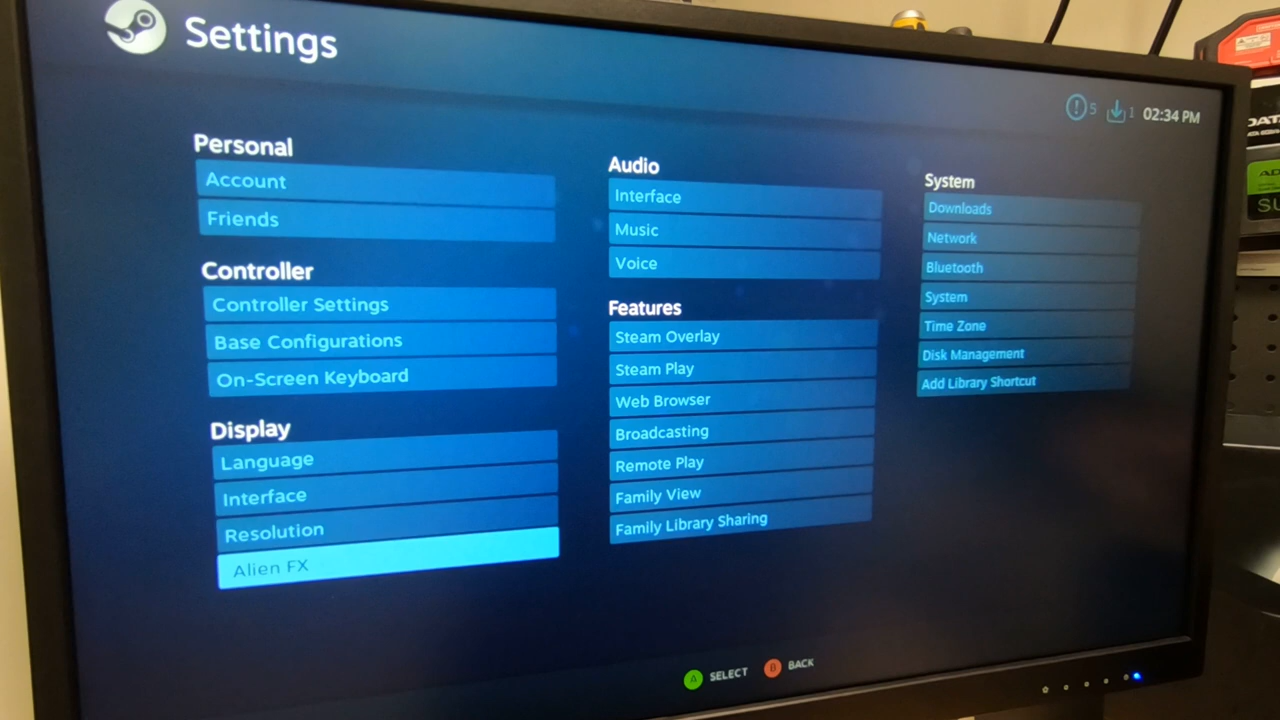 Settings
5
1
02:34 PM
Personal
Account
Friends
Controller
Controller Settings
Base Configurations
On-Screen Keyboard
Display
Language
Interface
Resolution
Alien FX
Audio
Interface
Music
Voice
Features
Steam Overlay
Steam Play
Web Browser
Broadcasting
Remote Play
Family View
Family Library Sharing
System
Downloads
Network
Bluetooth
System
Time Zone
Disk Management
Add Library Shortcut
A SELECT
B BACK